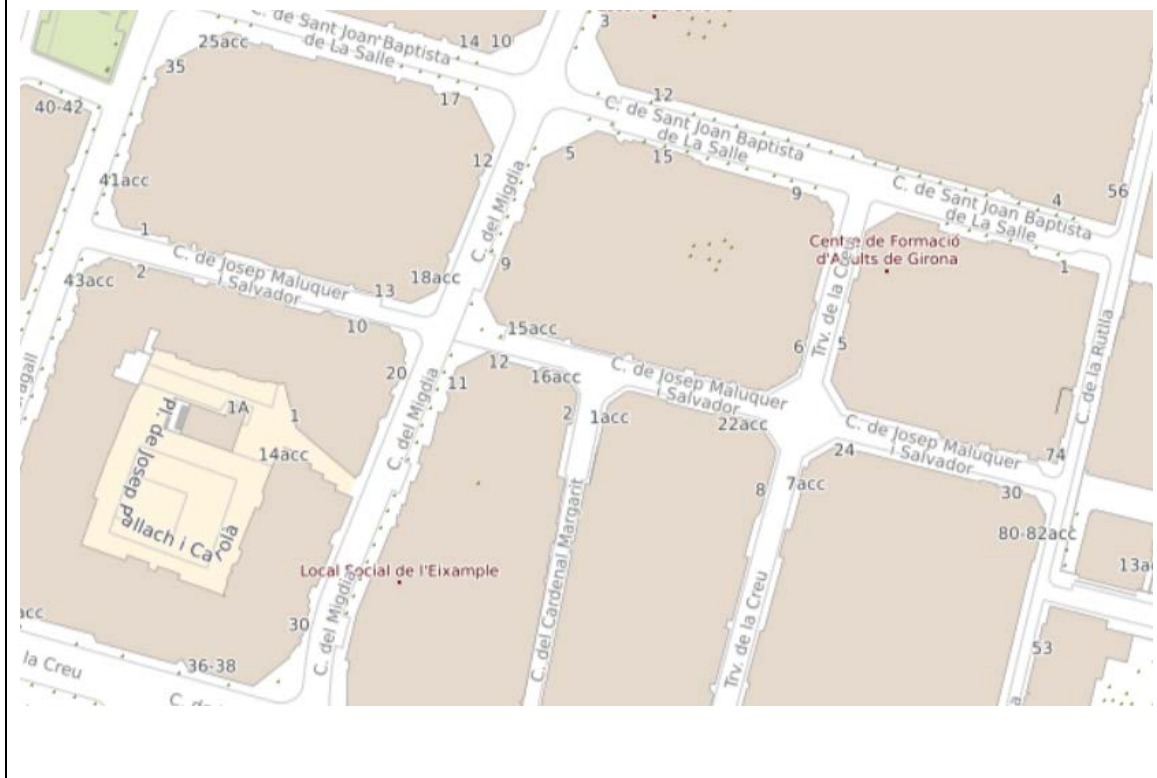 C. de Sant Joan Baptista
de La Salle
25acc
14
10
3
35
40-42
17
12
C. de Sant Joan Baptista
de La Salle
12
5
15
9
41acc
C. del Migdia
C. de Sant Joan Baptista
de La Salle
4
56
1
Centre de Formació
d'Adults de Girona
1
C. de Josep Maluquer
i Salvador
2
13
18acc
9
43acc
10
15acc
12
16acc
6
5
Trv. de la Creu
C. de la Rutlla
C. de Josep Maluquer
i Salvador
20
11
2
1acc
22acc
C. del Migdia
1A
1
14acc
Pl. de Josep Pallach i Carolà
24
C. de Josep Maluquer
i Salvador
74
30
8
7acc
80-82acc
C. del Cardenal Margarit
Trv. de la Creu
Local Social de l'Eixample
C. del Migdia
30
36-38
la Creu
53